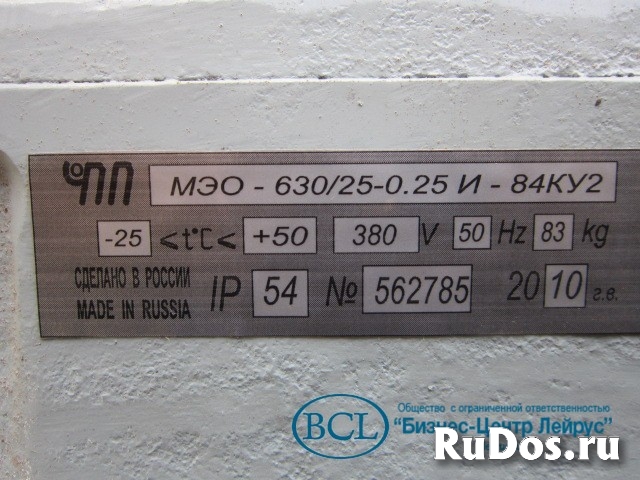 ПП МЭО - 630/25-0.25 И - 84КУ2
-25 < t°C < +50 380 V 50 Hz 83 kg
СДЕЛАНО В РОССИИ
MADE IN RUSSIA
IP 54 № 562785 2010 г.в.
BCL
Общество с ограниченной ответственностью
"Бизнес-Центр Лейрус"
RuDos.ru